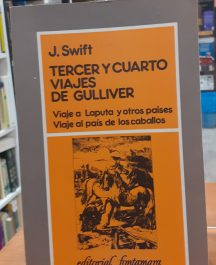 J. Swift
TERCER Y CUARTO
VIAJES
DE GULLIVER
Viaje a Laputa y otros países
Viaje al país de los caballos
editorial fontamara